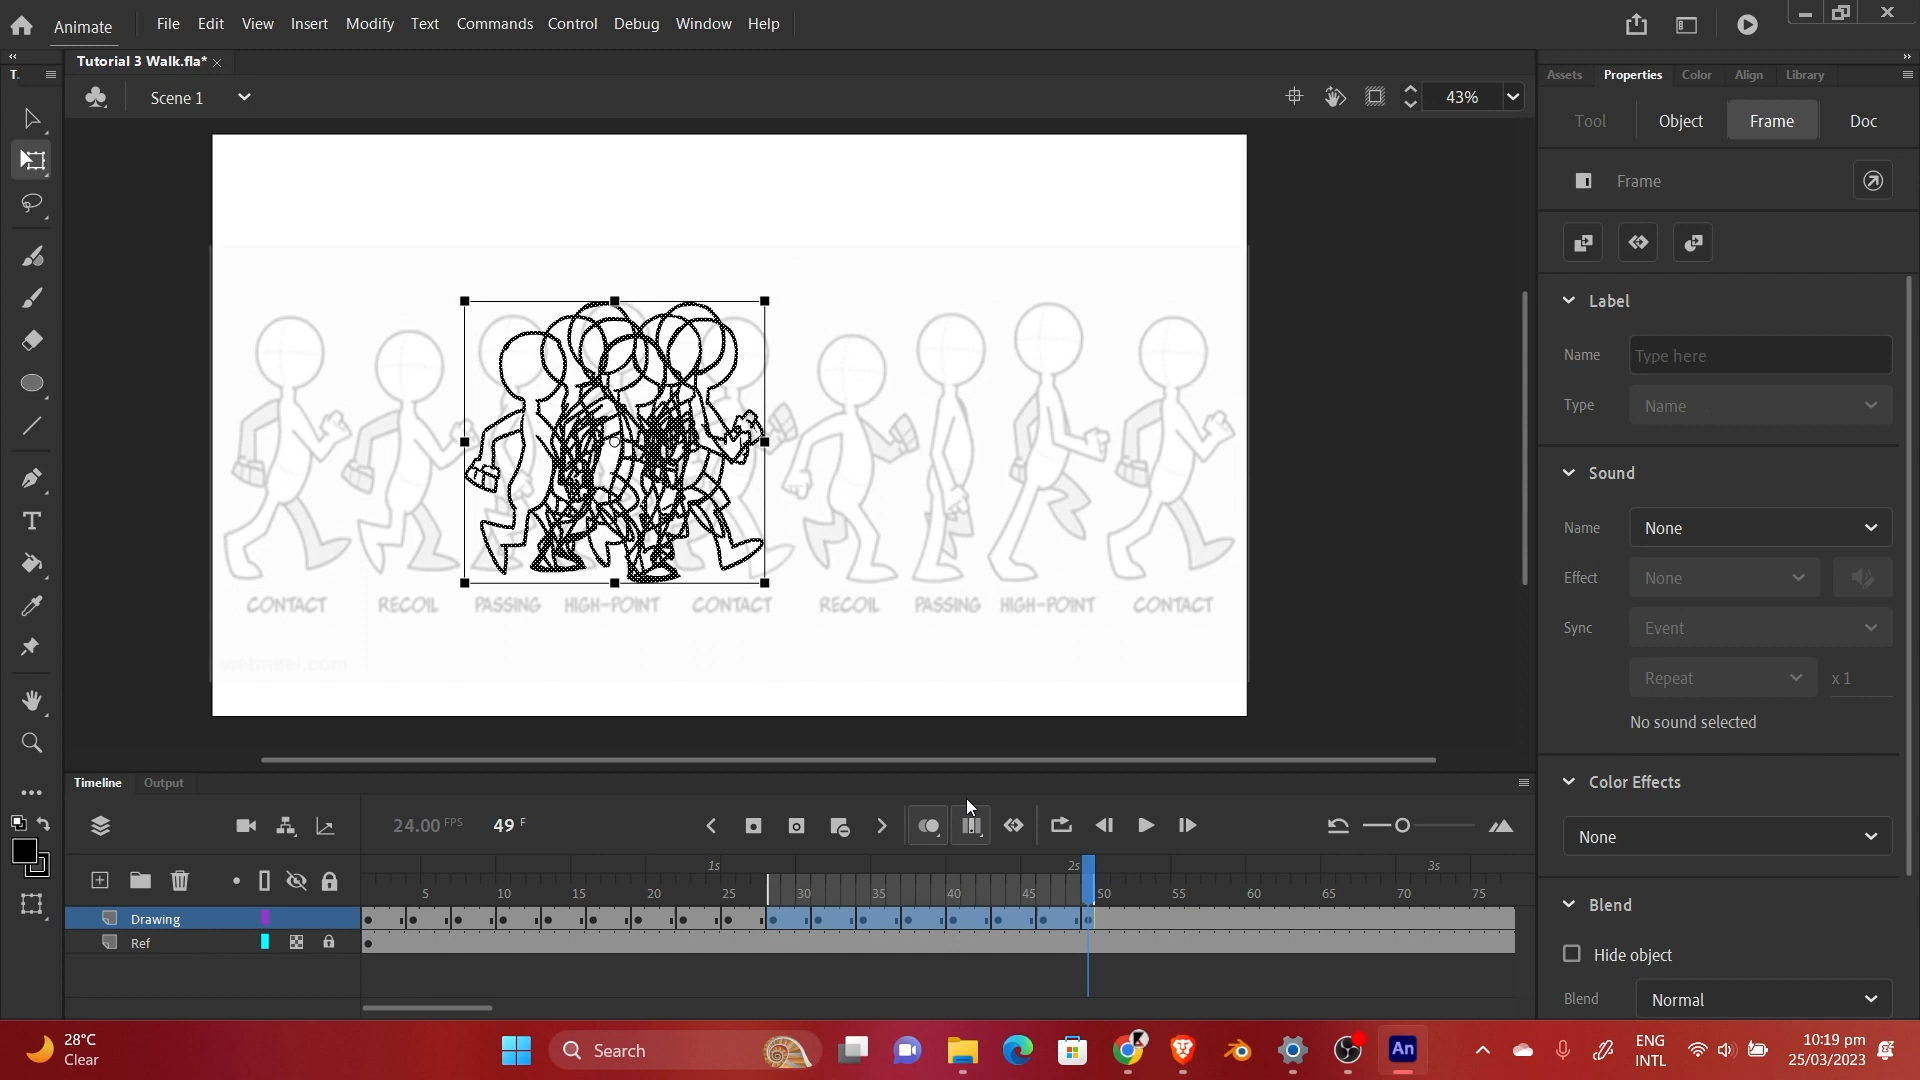 Animate
File Edit View Insert Modify Text Commands Control Debug Window Help
T.
Tutorial 3 Walk.fla*
Scene 1
43%
Assets Properties Color Align Library
Tool Object Frame Doc
Frame
Label
Name Type here
Type Name
Sound
Name None
Effect None
Sync Event
Repeat x 1
No sound selected
Color Effects
None
Blend
Hide object
Blend Normal
CONTACT RECOIL PASSING HIGH-POINT CONTACT RECOIL PASSING HIGH-POINT CONTACT
Timeline Output
24.00 FPS 49 F
1s 2s 3s
5 10 15 20 25 30 35 40 45 50 55 60 65 70 75
Drawing
Ref
28°C
Clear
Search
An
ENG
INTL
10:19 pm
25/03/2023